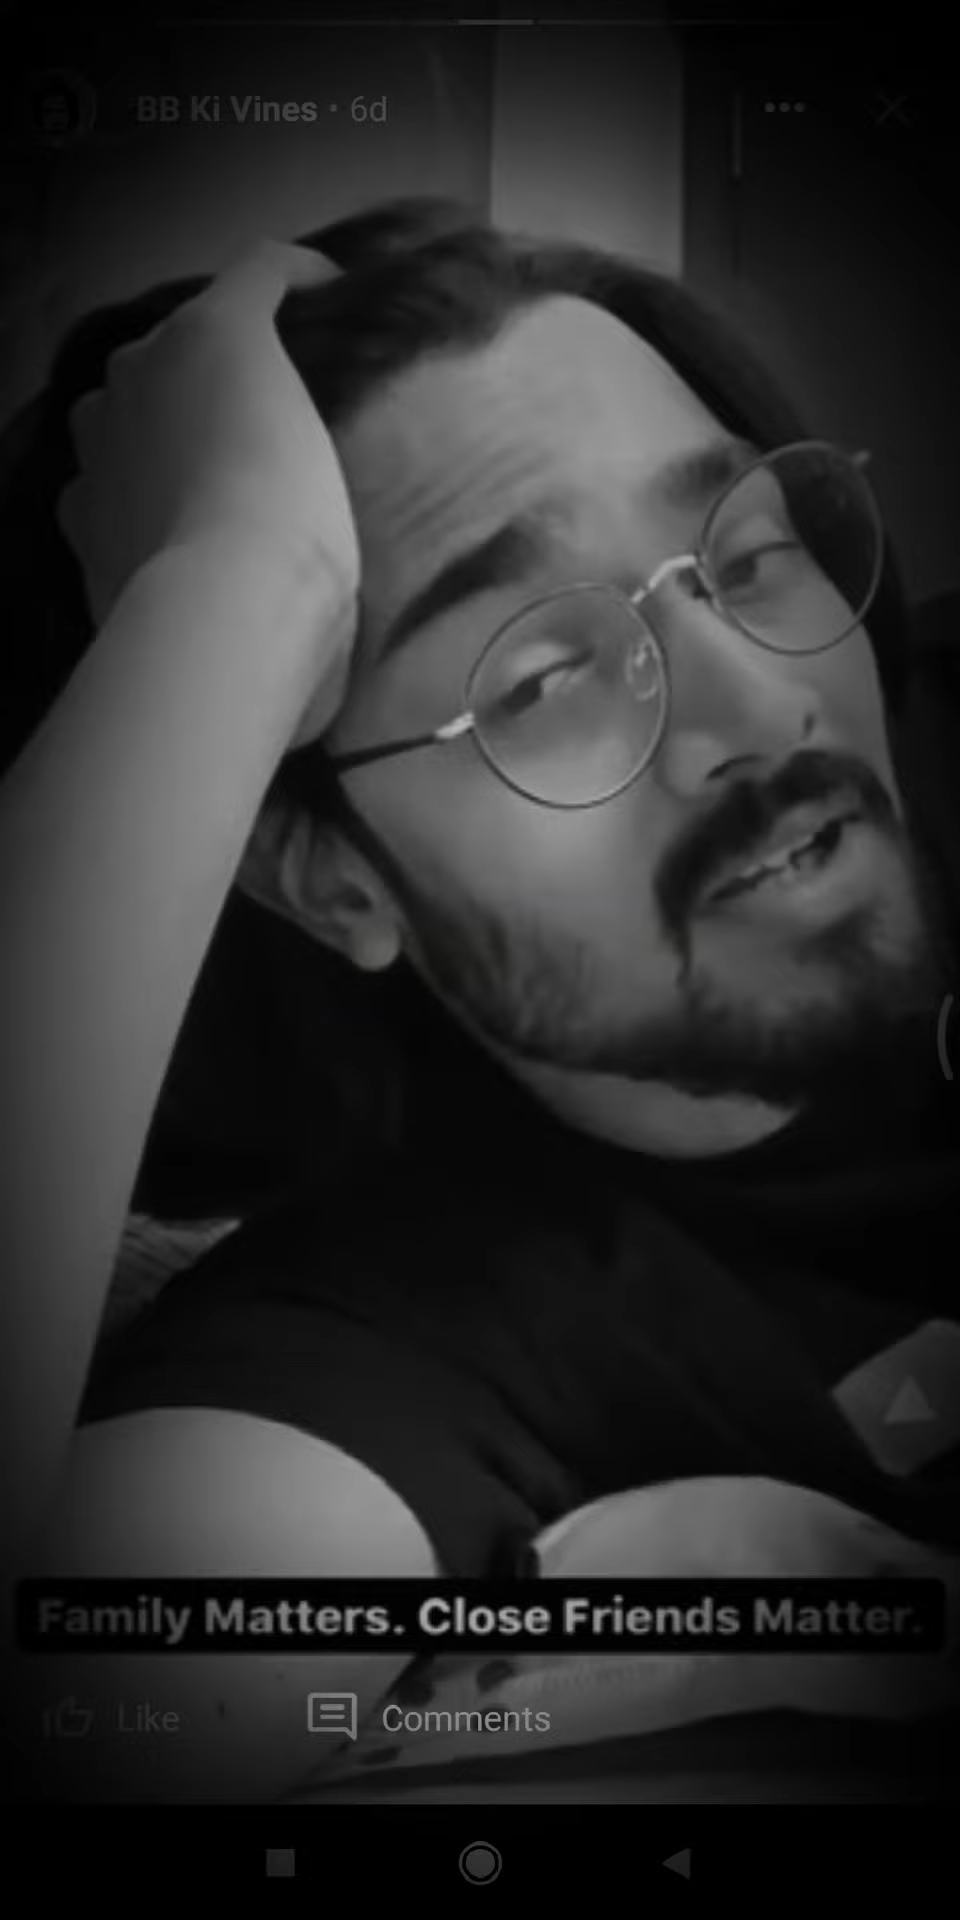 BB Ki Vines • 6d
Family Matters. Close Friends Matter.
Like
Comments